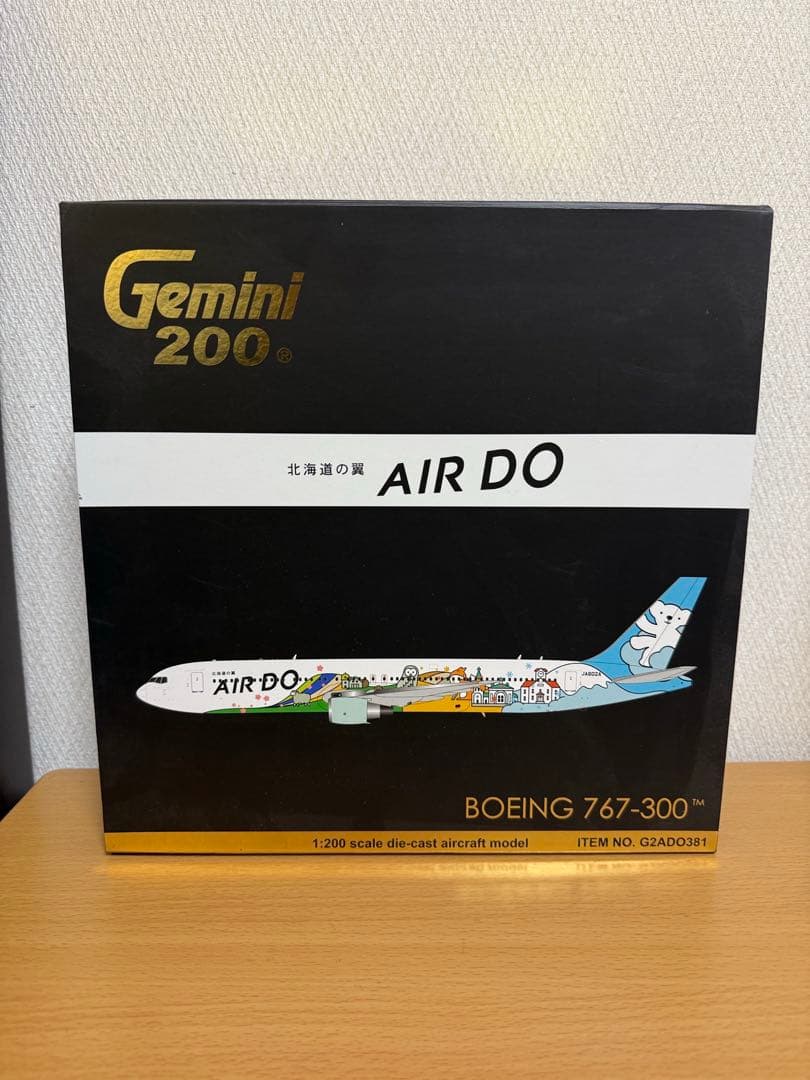 Gemini
200®
北海道の翼 AIR DO
北海道の翼
AIR DO
JA602A
BOEING 767-300™
1:200 scale die-cast aircraft model ITEM NO. G2ADO381